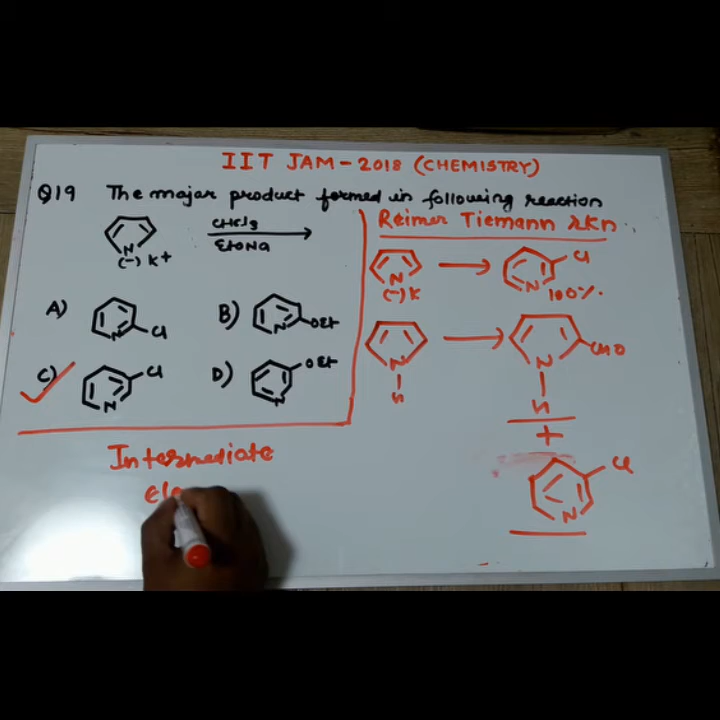 IIT JAM-2018 (CHEMISTRY)
Q19 The major product formed in following reaction
CHCl3
EtONa
N
(-) K+
A) N Cl
B) N OEt
C) N Cl
D) N OEt
Intermediate
Reimer Tiemann rkn.
N
(-) K
N Cl
100%.
N
H
N CHO
H
+
N Cl